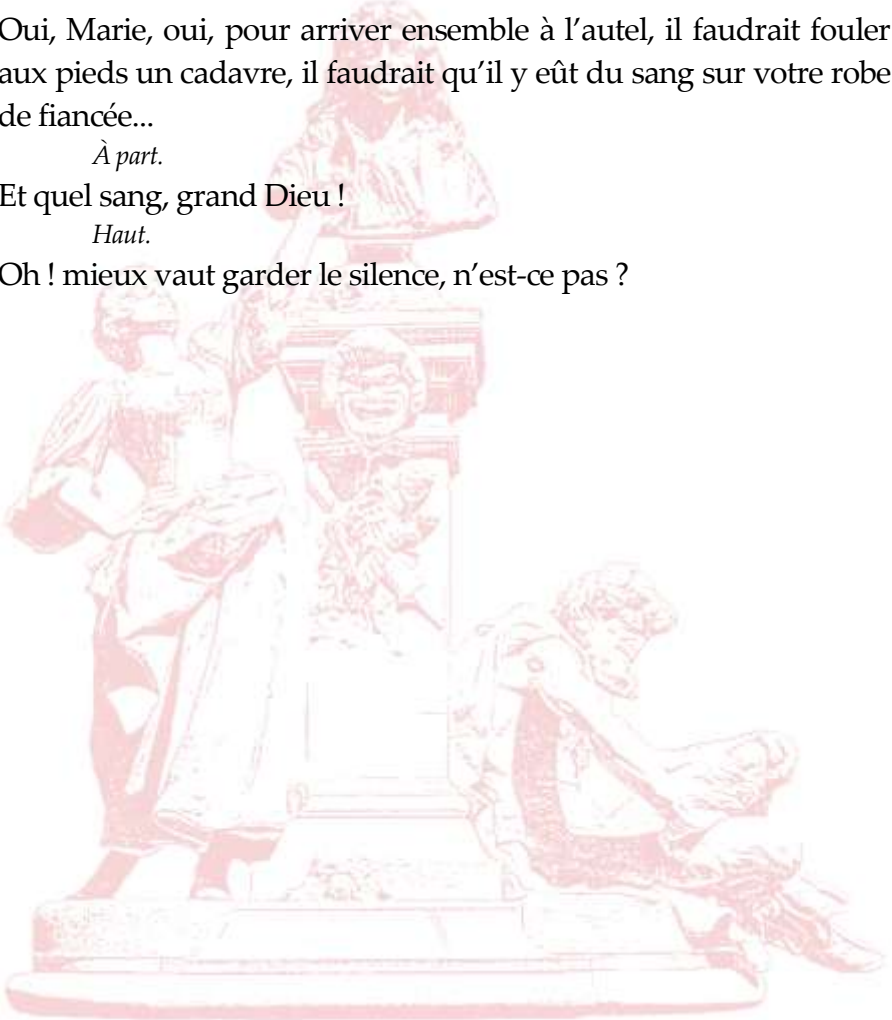 Oui, Marie, oui, pour arriver ensemble à l’autel, il faudrait fouler
aux pieds un cadavre, il faudrait qu’il y eût du sang sur votre robe
de fiancée...
À part.
Et quel sang, grand Dieu !
Haut.
Oh ! mieux vaut garder le silence, n’est-ce pas ?